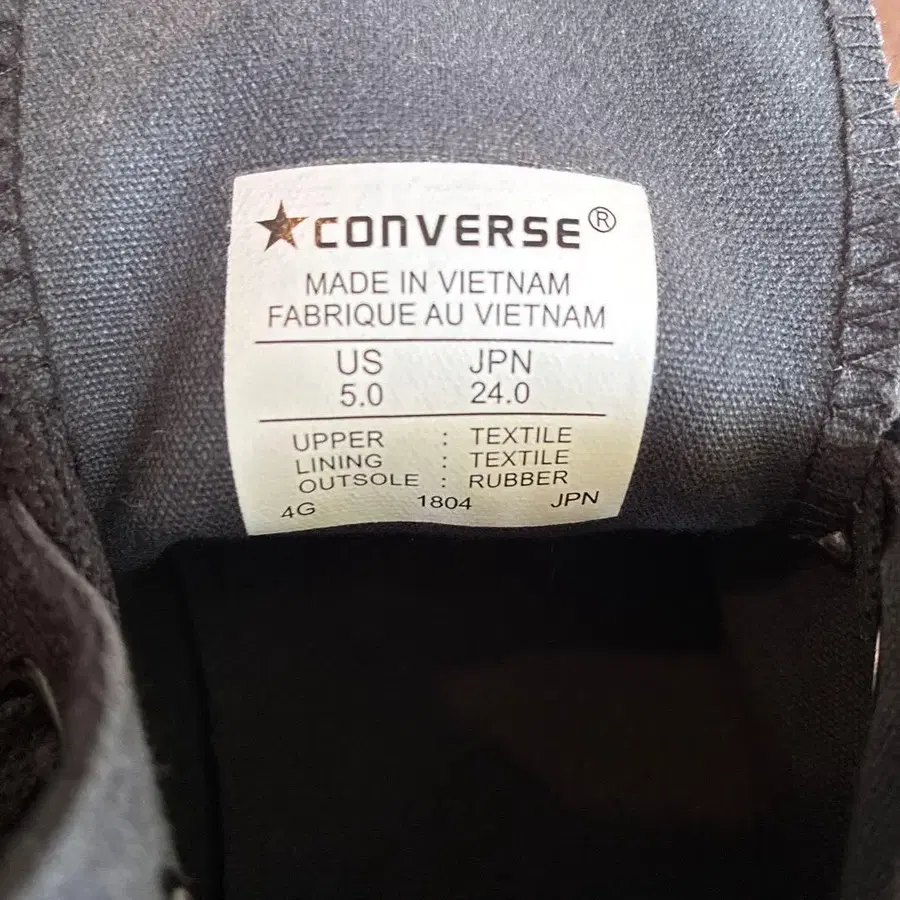 ★CONVERSE®
MADE IN VIETNAM
FABRIQUE AU VIETNAM
US JPN
5.0 24.0
UPPER : TEXTILE
LINING : TEXTILE
OUTSOLE : RUBBER
4G 1804 JPN